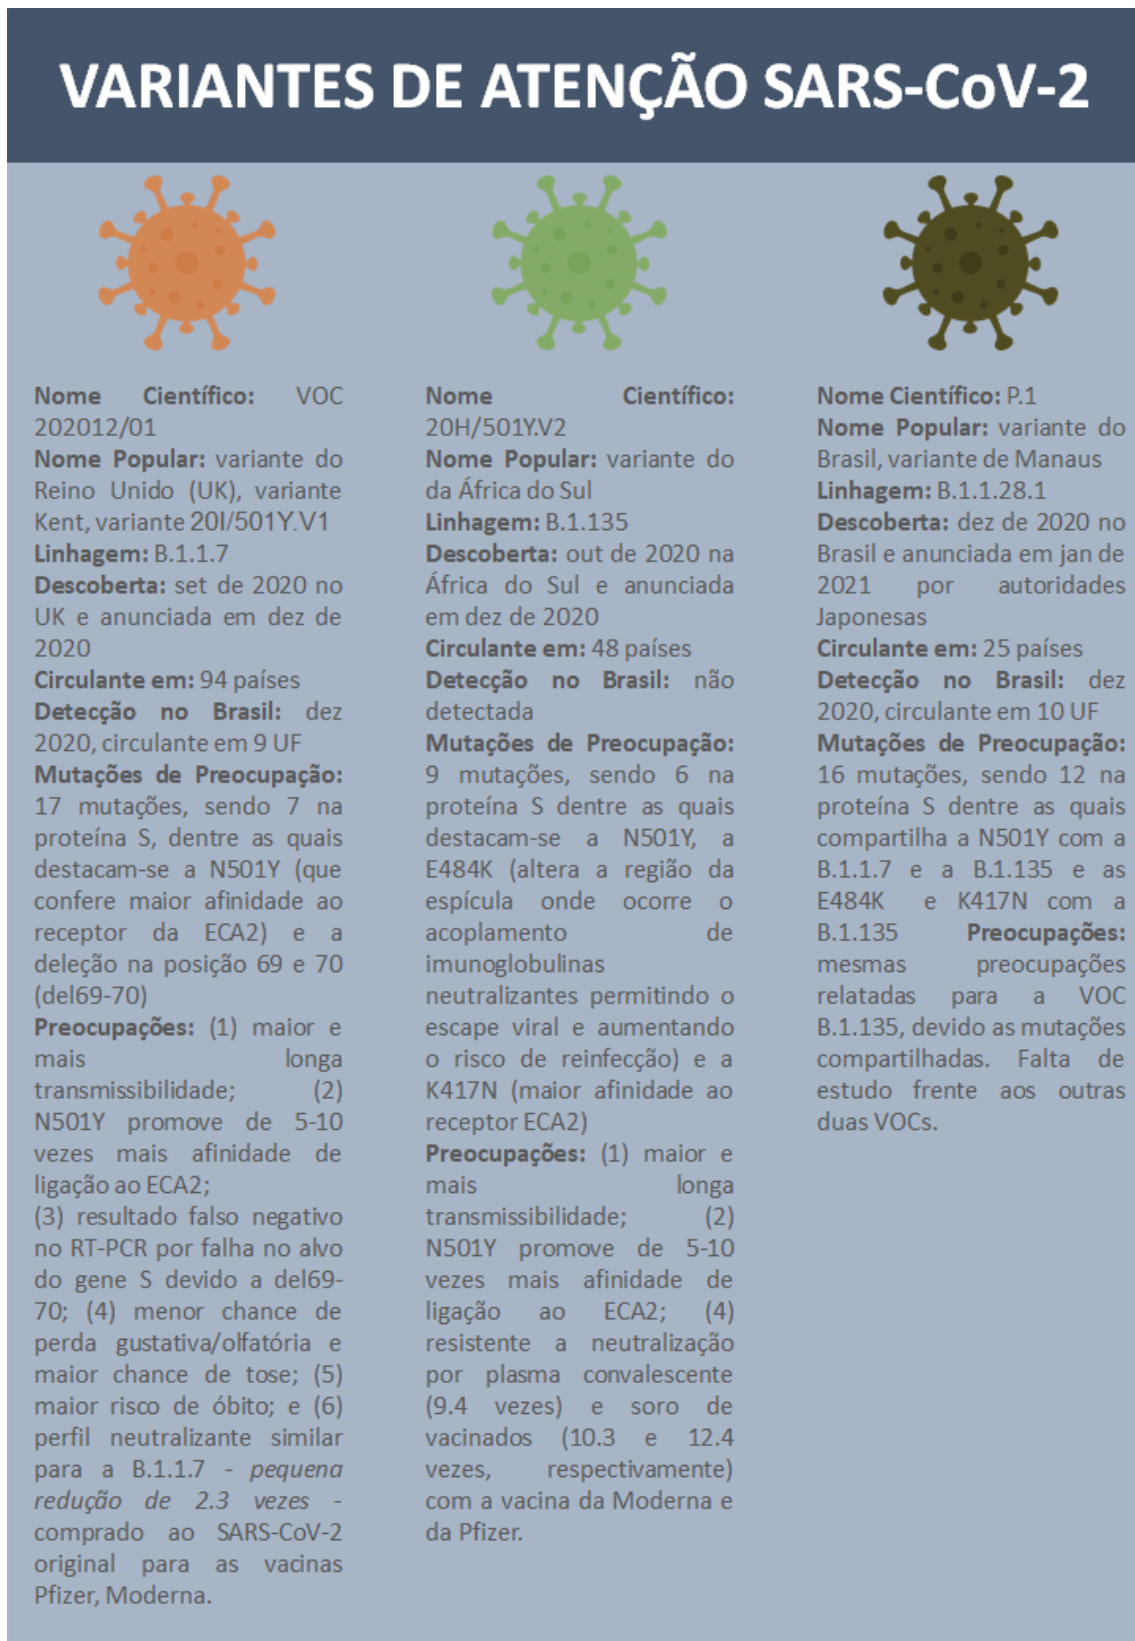 VARIANTES DE ATENÇÃO SARS-CoV-2
Nome Científico: VOC
202012/01
Nome Popular: variante do
Reino Unido (UK), variante
Kent, variante 20I/501Y.V1
Linhagem: B.1.1.7
Descoberta: set de 2020 no
UK e anunciada em dez de
2020
Circulante em: 94 países
Detecção no Brasil: dez
2020, circulante em 9 UF
Mutações de Preocupação:
17 mutações, sendo 7 na
proteína S, dentre as quais
destacam-se a N501Y (que
confere maior afinidade ao
receptor da ECA2) e a
deleção na posição 69 e 70
(del69-70)
Preocupações: (1) maior e
mais longa
transmissibilidade; (2)
N501Y promove de 5-10
vezes mais afinidade de
ligação ao ECA2;
(3) resultado falso negativo
no RT-PCR por falha no alvo
do gene S devido a del69-
70; (4) menor chance de
perda gustativa/olfatória e
maior chance de tose; (5)
maior risco de óbito; e (6)
perfil neutralizante similar
para a B.1.1.7 - pequena
redução de 2.3 vezes -
comprado ao SARS-CoV-2
original para as vacinas
Pfizer, Moderna.
Nome Científico:
20H/501Y.V2
Nome Popular: variante do
da África do Sul
Linhagem: B.1.135
Descoberta: out de 2020 na
África do Sul e anunciada
em dez de 2020
Circulante em: 48 países
Detecção no Brasil: não
detectada
Mutações de Preocupação:
9 mutações, sendo 6 na
proteína S dentre as quais
destacam-se a N501Y, a
E484K (altera a região da
espícula onde ocorre o
acoplamento de
imunoglobulinas
neutralizantes permitindo o
escape viral e aumentando
o risco de reinfecção) e a
K417N (maior afinidade ao
receptor ECA2)
Preocupações: (1) maior e
mais longa
transmissibilidade; (2)
N501Y promove de 5-10
vezes mais afinidade de
ligação ao ECA2; (4)
resistente a neutralização
por plasma convalescente
(9.4 vezes) e soro de
vacinados (10.3 e 12.4
vezes, respectivamente)
com a vacina da Moderna e
da Pfizer.
Nome Científico: P.1
Nome Popular: variante do
Brasil, variante de Manaus
Linhagem: B.1.1.28.1
Descoberta: dez de 2020 no
Brasil e anunciada em jan de
2021 por autoridades
Japonesas
Circulante em: 25 países
Detecção no Brasil: dez
2020, circulante em 10 UF
Mutações de Preocupação:
16 mutações, sendo 12 na
proteína S dentre as quais
compartilha a N501Y com a
B.1.1.7 e a B.1.135 e as
E484K e K417N com a
B.1.135 Preocupações:
mesmas preocupações
relatadas para a VOC
B.1.135, devido as mutações
compartilhadas. Falta de
estudo frente aos outras
duas VOCs.